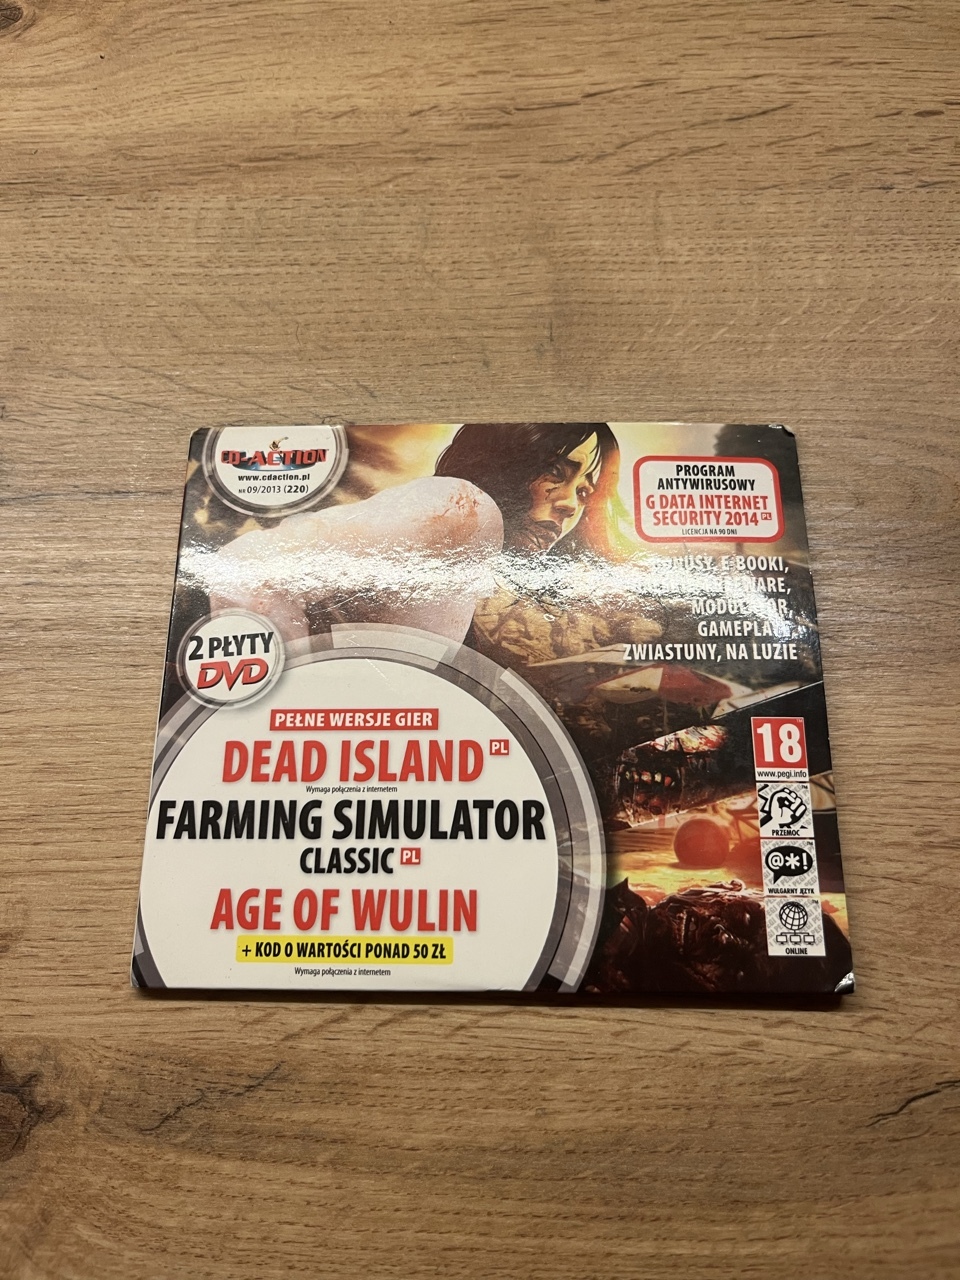 CD-ACTION
www.cdaction.pl
NR 09/2013 (220)
PROGRAM
ANTYWIRUSOWY
G DATA INTERNET
SECURITY 2014 PL
LICENCJA NA 90 DNI
E-BOOKI,
GAMEPLAY,
ZWIASTUNY, NA LUZIE
2 PŁYTY
DVD
PEŁNE WERSJE GIER
DEAD ISLAND PL
Wymaga połączenia z internetem
FARMING SIMULATOR
CLASSIC PL
AGE OF WULIN
+ KOD O WARTOŚCI PONAD 50 ZŁ
Wymaga połączenia z internetem
18
www.pegi.info
PRZEMOC
@*!
WULGARNY JĘZYK
ONLINE